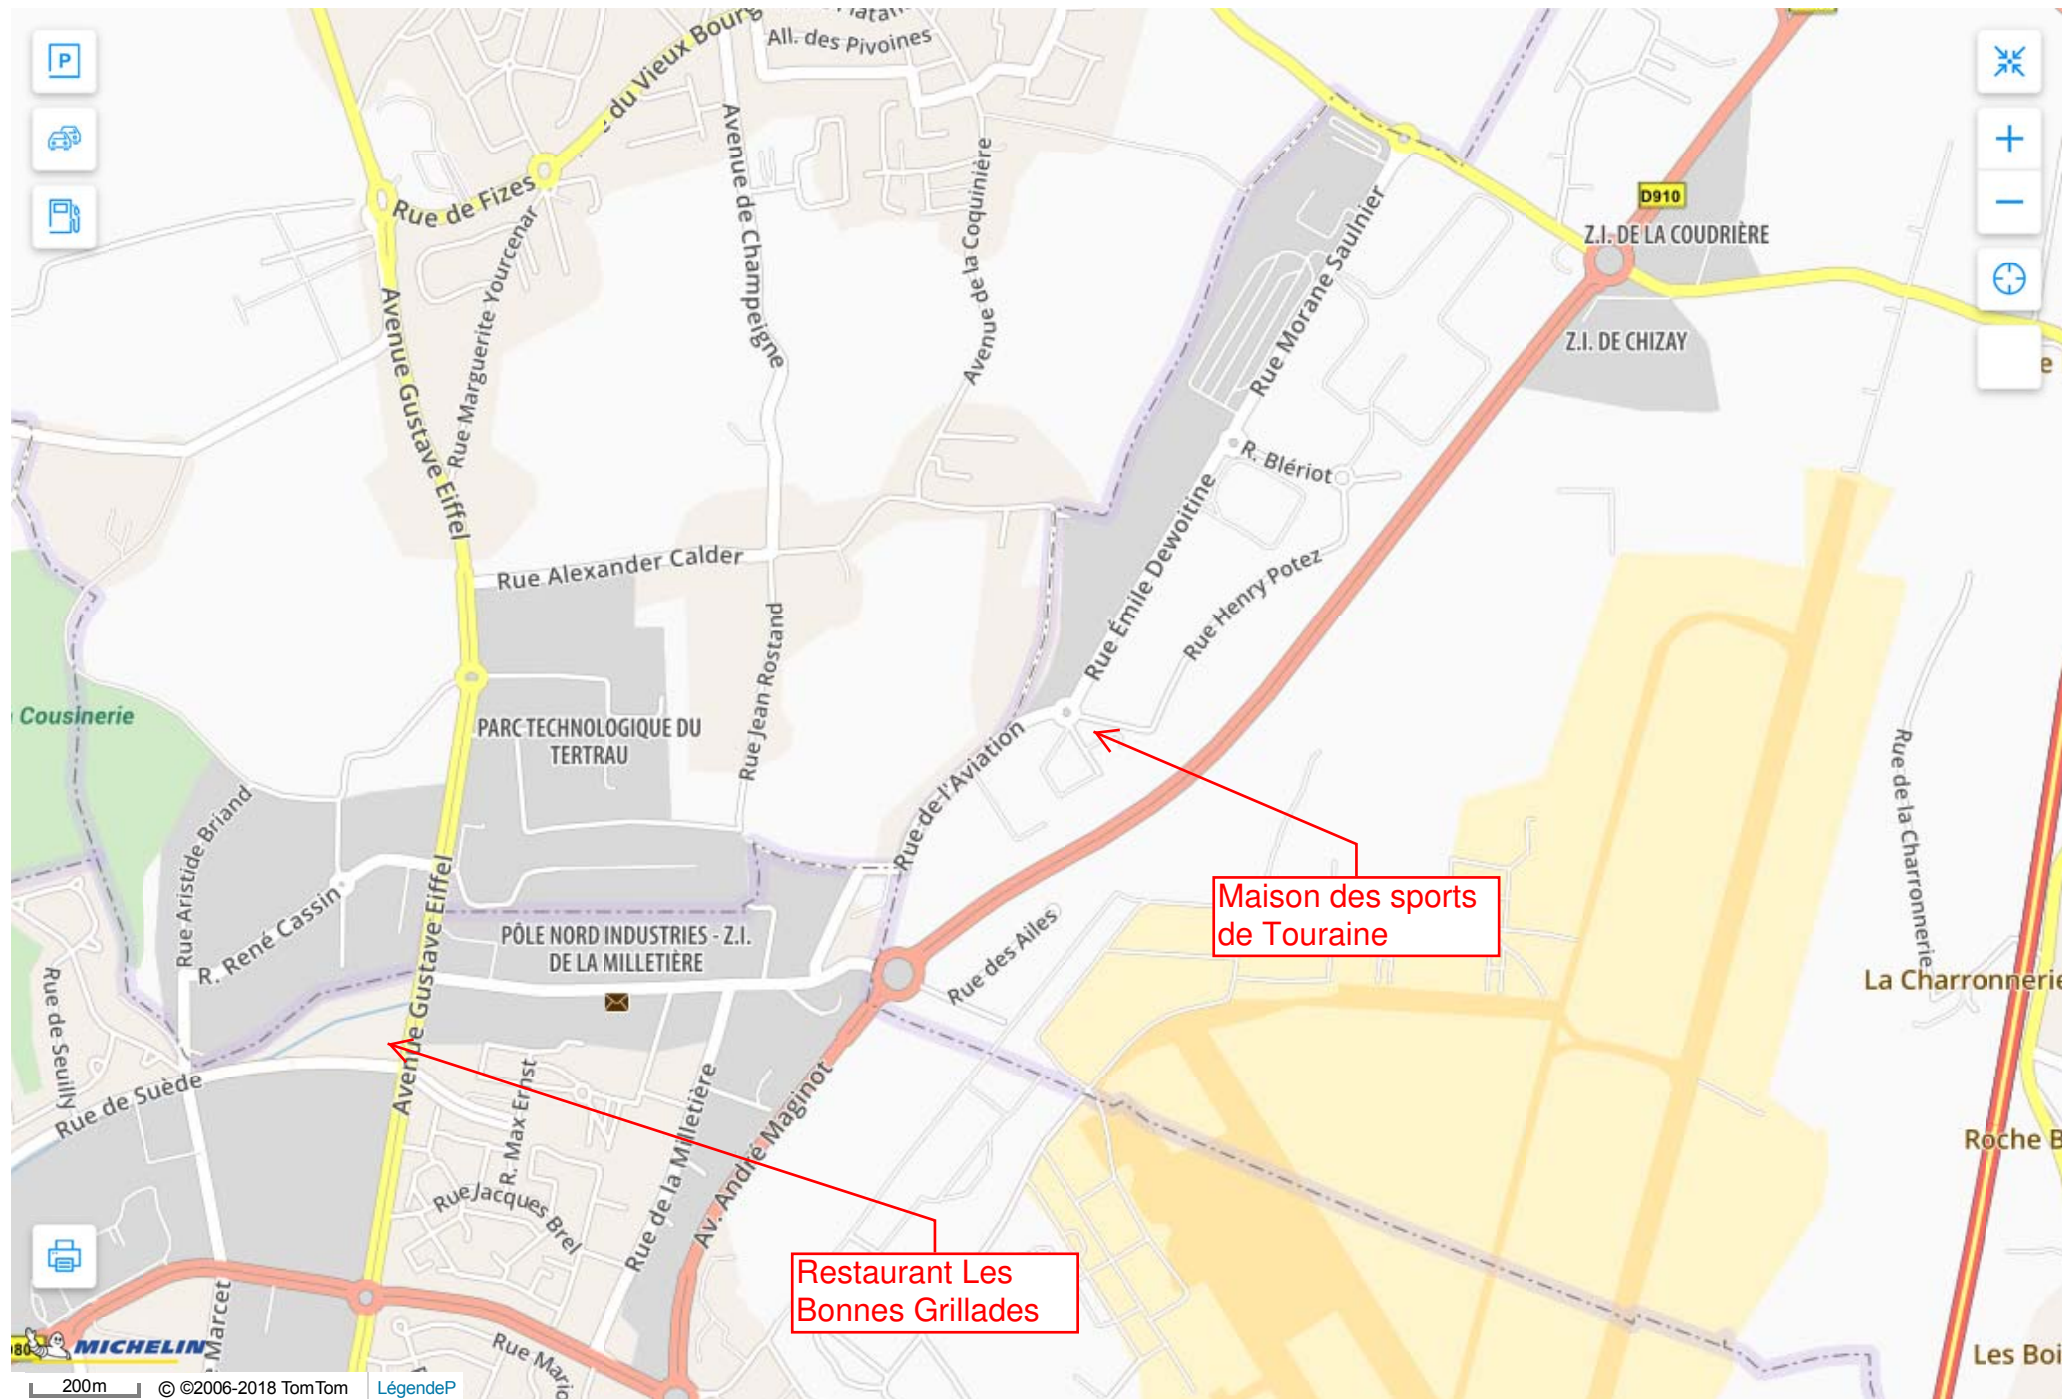 All. des Pivoines
du Vieux Bourg
Avenue de Champeigne
Avenue de la Coquinière
Rue de Fizes
Rue Marguerite Yourcenar
Avenue Gustave Eiffel
Rue Morane Saulnier
D910
Z.I. DE LA COUDRIÈRE
Z.I. DE CHIZAY
R. Blériot
Rue Émile Dewoitine
Rue Henry Potez
Rue Alexander Calder
Rue Jean Rostand
Cousinerie
PARC TECHNOLOGIQUE DU
TERTRAU
Rue de l'Aviation
Rue de la Charronnerie
Rue Aristide Briand
R. René Cassin
Avenue Gustave Eiffel
Maison des sports
de Touraine
PÔLE NORD INDUSTRIES - Z.I.
DE LA MILLETIÈRE
Rue des Ailes
La Charronnerie
Rue de Seuilly
Rue de Suède
R. Max Ernst
Rue de la Milletière
Av. André Maginot
Roche B
Rue Jacques Brel
Restaurant Les
Bonnes Grillades
Marcet
MICHELIN
Rue Mario
Les Boi
200m
© ©2006-2018 TomTom
LégendeP